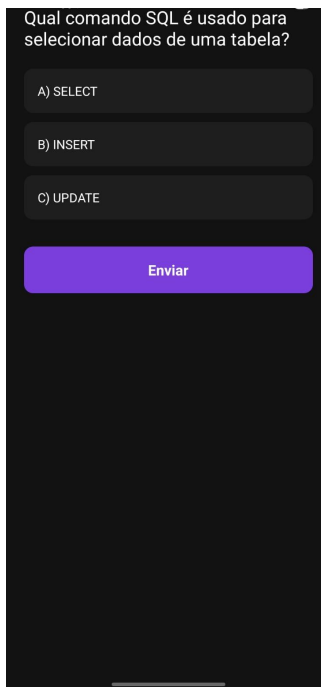 Qual comando SQL é usado para
selecionar dados de uma tabela?
A) SELECT
B) INSERT
C) UPDATE
Enviar